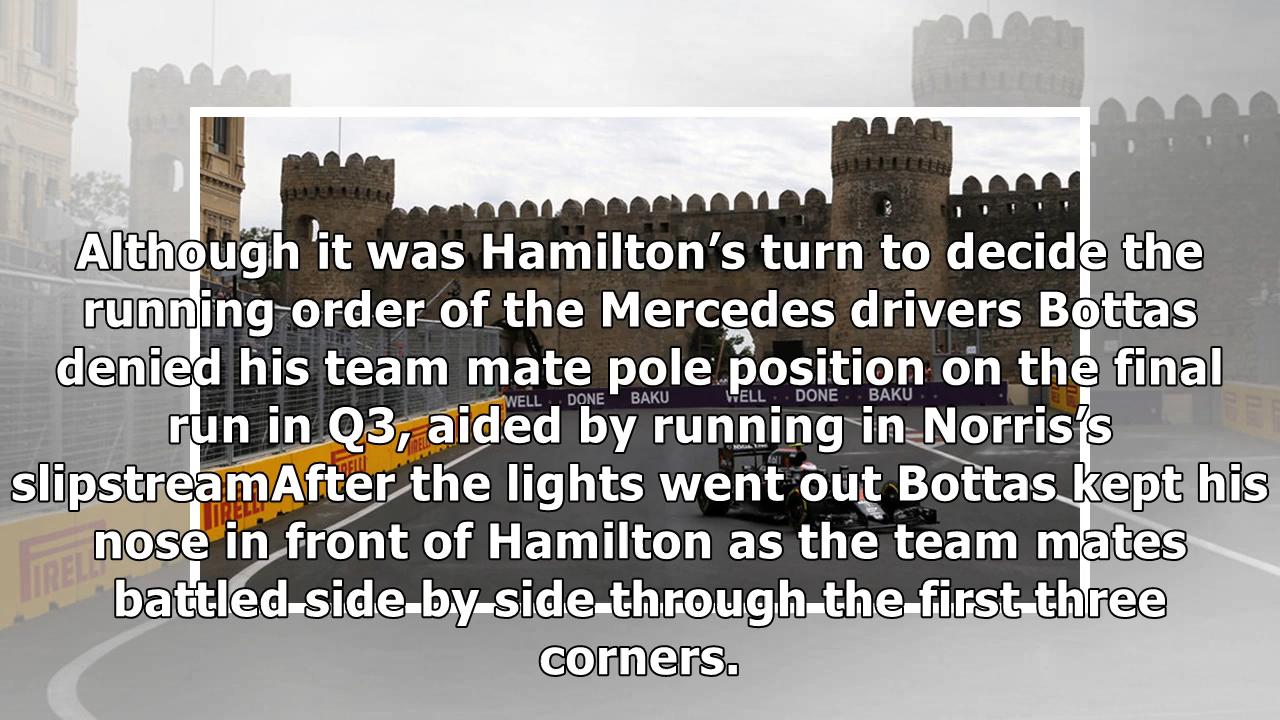 Although it was Hamilton’s turn to decide the
running order of the Mercedes drivers Bottas
denied his team mate pole position on the final
WELL DONE BAKU WELL DONE BAKU
run in Q3, aided by running in Norris’s
slipstreamAfter the lights went out Bottas kept his
nose in front of Hamilton as the team mates
battled side by side through the first three
corners.
PIRELLI
PIRELLI
PIRELLI